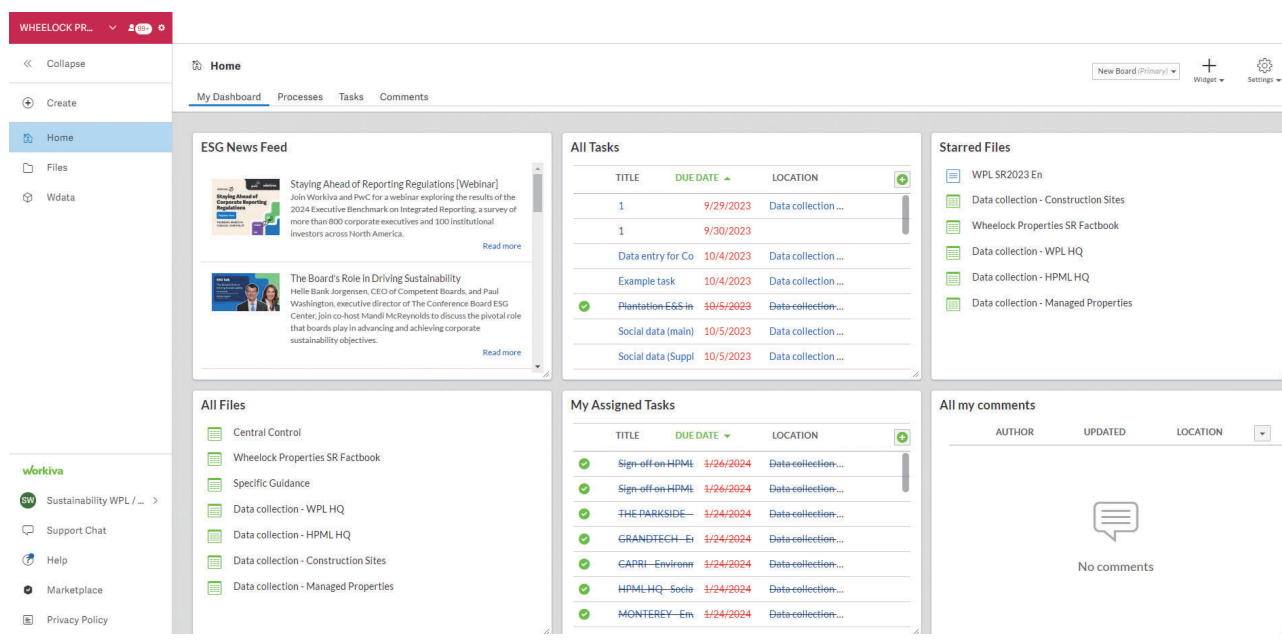 WHEELOCK PR...
99+
Collapse
Create
Home
Files
Wdata
workiva
SW Sustainability WPL / ... >
Support Chat
Help
Marketplace
Privacy Policy
Home
New Board (Primary)
Widget
Settings
My Dashboard Processes Tasks Comments
ESG News Feed
Staying Ahead of
Corporate Reporting
Regulations
Staying Ahead of Reporting Regulations [Webinar]
Join Workiva and PwC for a webinar exploring the results of the
2024 Executive Benchmark on Integrated Reporting, a survey of
more than 800 corporate executives and 100 institutional
investors across North America.
Read more
The Board's Role in Driving Sustainability
Helle Bank Jorgensen, CEO of Competent Boards, and Paul
Washington, executive director of The Conference Board ESG
Center, join co-host Mandi McReynolds to discuss the pivotal role
that boards play in advancing and achieving corporate
sustainability objectives.
Read more
All Tasks
TITLE DUE DATE LOCATION
1 9/29/2023 Data collection ...
1 9/30/2023
Data entry for Co 10/4/2023 Data collection ...
Example task 10/4/2023 Data collection ...
Plantation E&S in 10/5/2023 Data collection ...
Social data (main) 10/5/2023 Data collection ...
Social data (Suppl 10/5/2023 Data collection ...
Starred Files
WPL SR2023 En
Data collection - Construction Sites
Wheelock Properties SR Factbook
Data collection - WPL HQ
Data collection - HPML HQ
Data collection - Managed Properties
All Files
Central Control
Wheelock Properties SR Factbook
Specific Guidance
Data collection - WPL HQ
Data collection - HPML HQ
Data collection - Construction Sites
Data collection - Managed Properties
My Assigned Tasks
TITLE DUE DATE LOCATION
Sign-off on HPML 1/26/2024 Data collection ...
Sign-off on HPML 1/26/2024 Data collection ...
THE PARKSIDE - 1/24/2024 Data collection ...
GRANDTECH - 1/24/2024 Data collection ...
CAPRI - Environm 1/24/2024 Data collection ...
HPML HQ - Socia 1/24/2024 Data collection ...
MONTEREY - 1/24/2024 Data collection ...
All my comments
AUTHOR UPDATED LOCATION
No comments